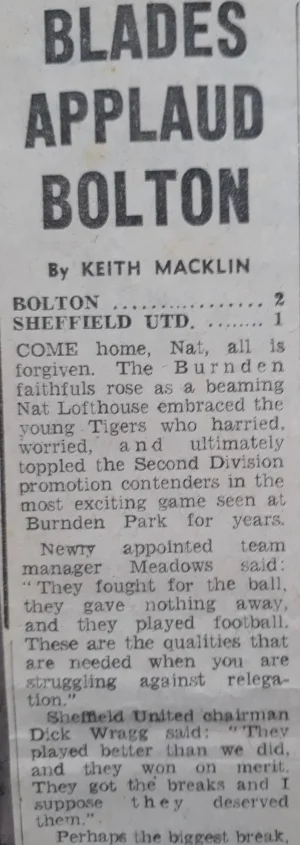 BLADES
APPLAUD
BOLTON
By KEITH MACKLIN
BOLTON ................. 2
SHEFFIELD UTD. ........ 1
COME home, Nat, all is
forgiven. The Burnden
faithfuls rose as a beaming
Nat Lofthouse embraced the
young Tigers who harried,
worried, and ultimately
toppled the Second Division
promotion contenders in the
most exciting game seen at
Burnden Park for years.
Newly appointed team
manager Meadows said:
"They fought for the ball,
they gave nothing away,
and they played football.
These are the qualities that
are needed when you are
struggling against relega-
tion."
Sheffield United chairman
Dick Wragg said: "They
played better than we did,
and they won on merit.
They got the breaks and I
suppose they deserved
them."
Perhaps the biggest break,